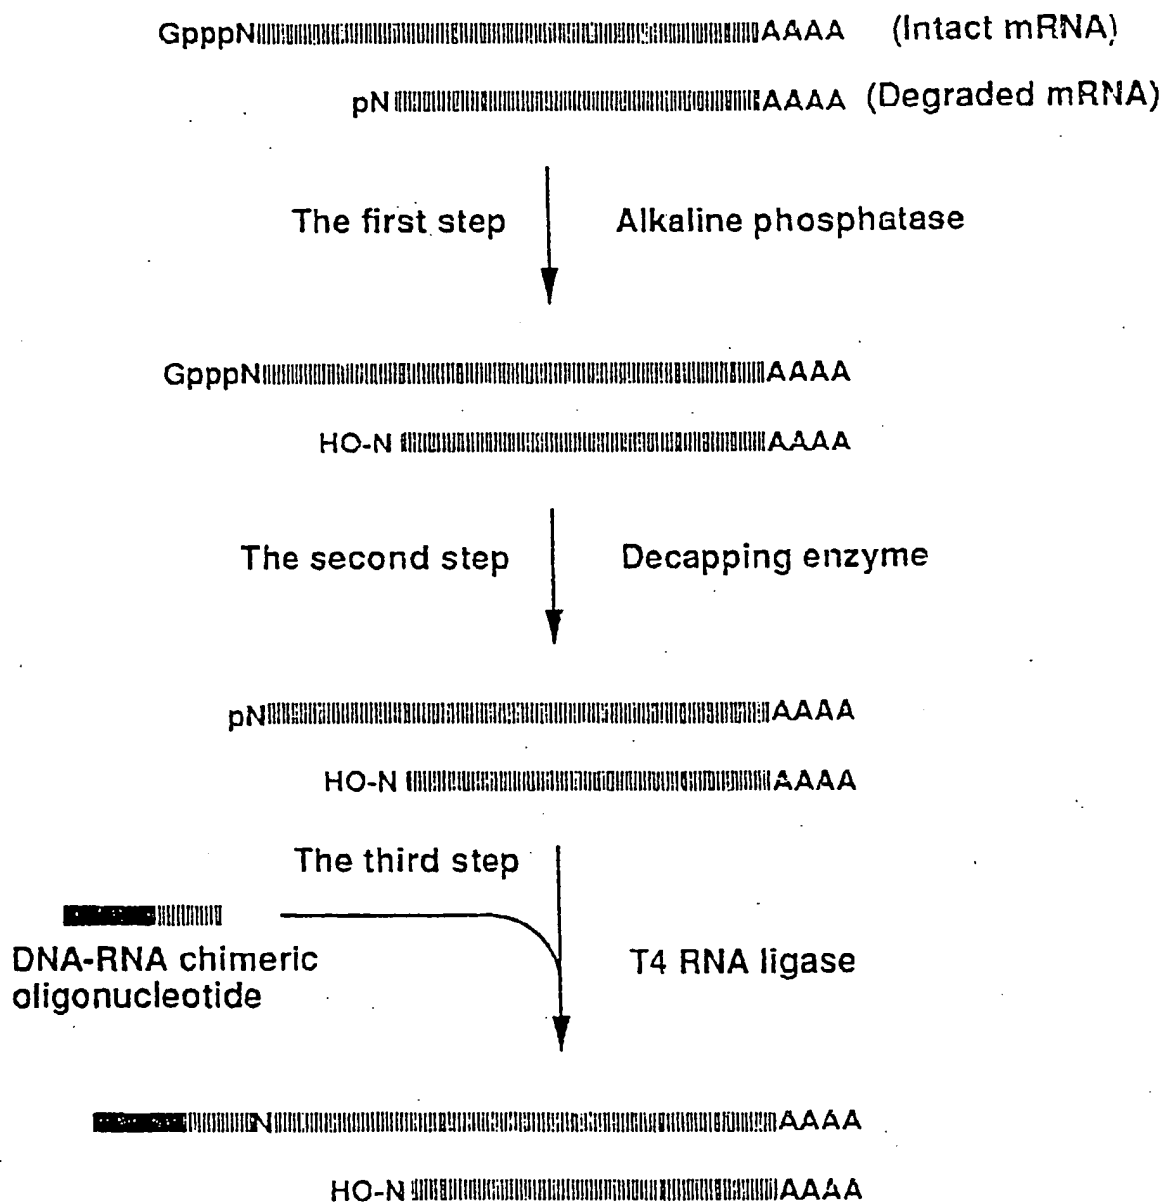 GpppN AAAA (Intact mRNA)
pN AAAA (Degraded mRNA)
The first step Alkaline phosphatase
GpppN AAAA
HO-N AAAA
The second step Decapping enzyme
pN AAAA
HO-N AAAA
The third step
DNA-RNA chimeric
oligonucleotide
T4 RNA ligase
N AAAA
HO-N AAAA